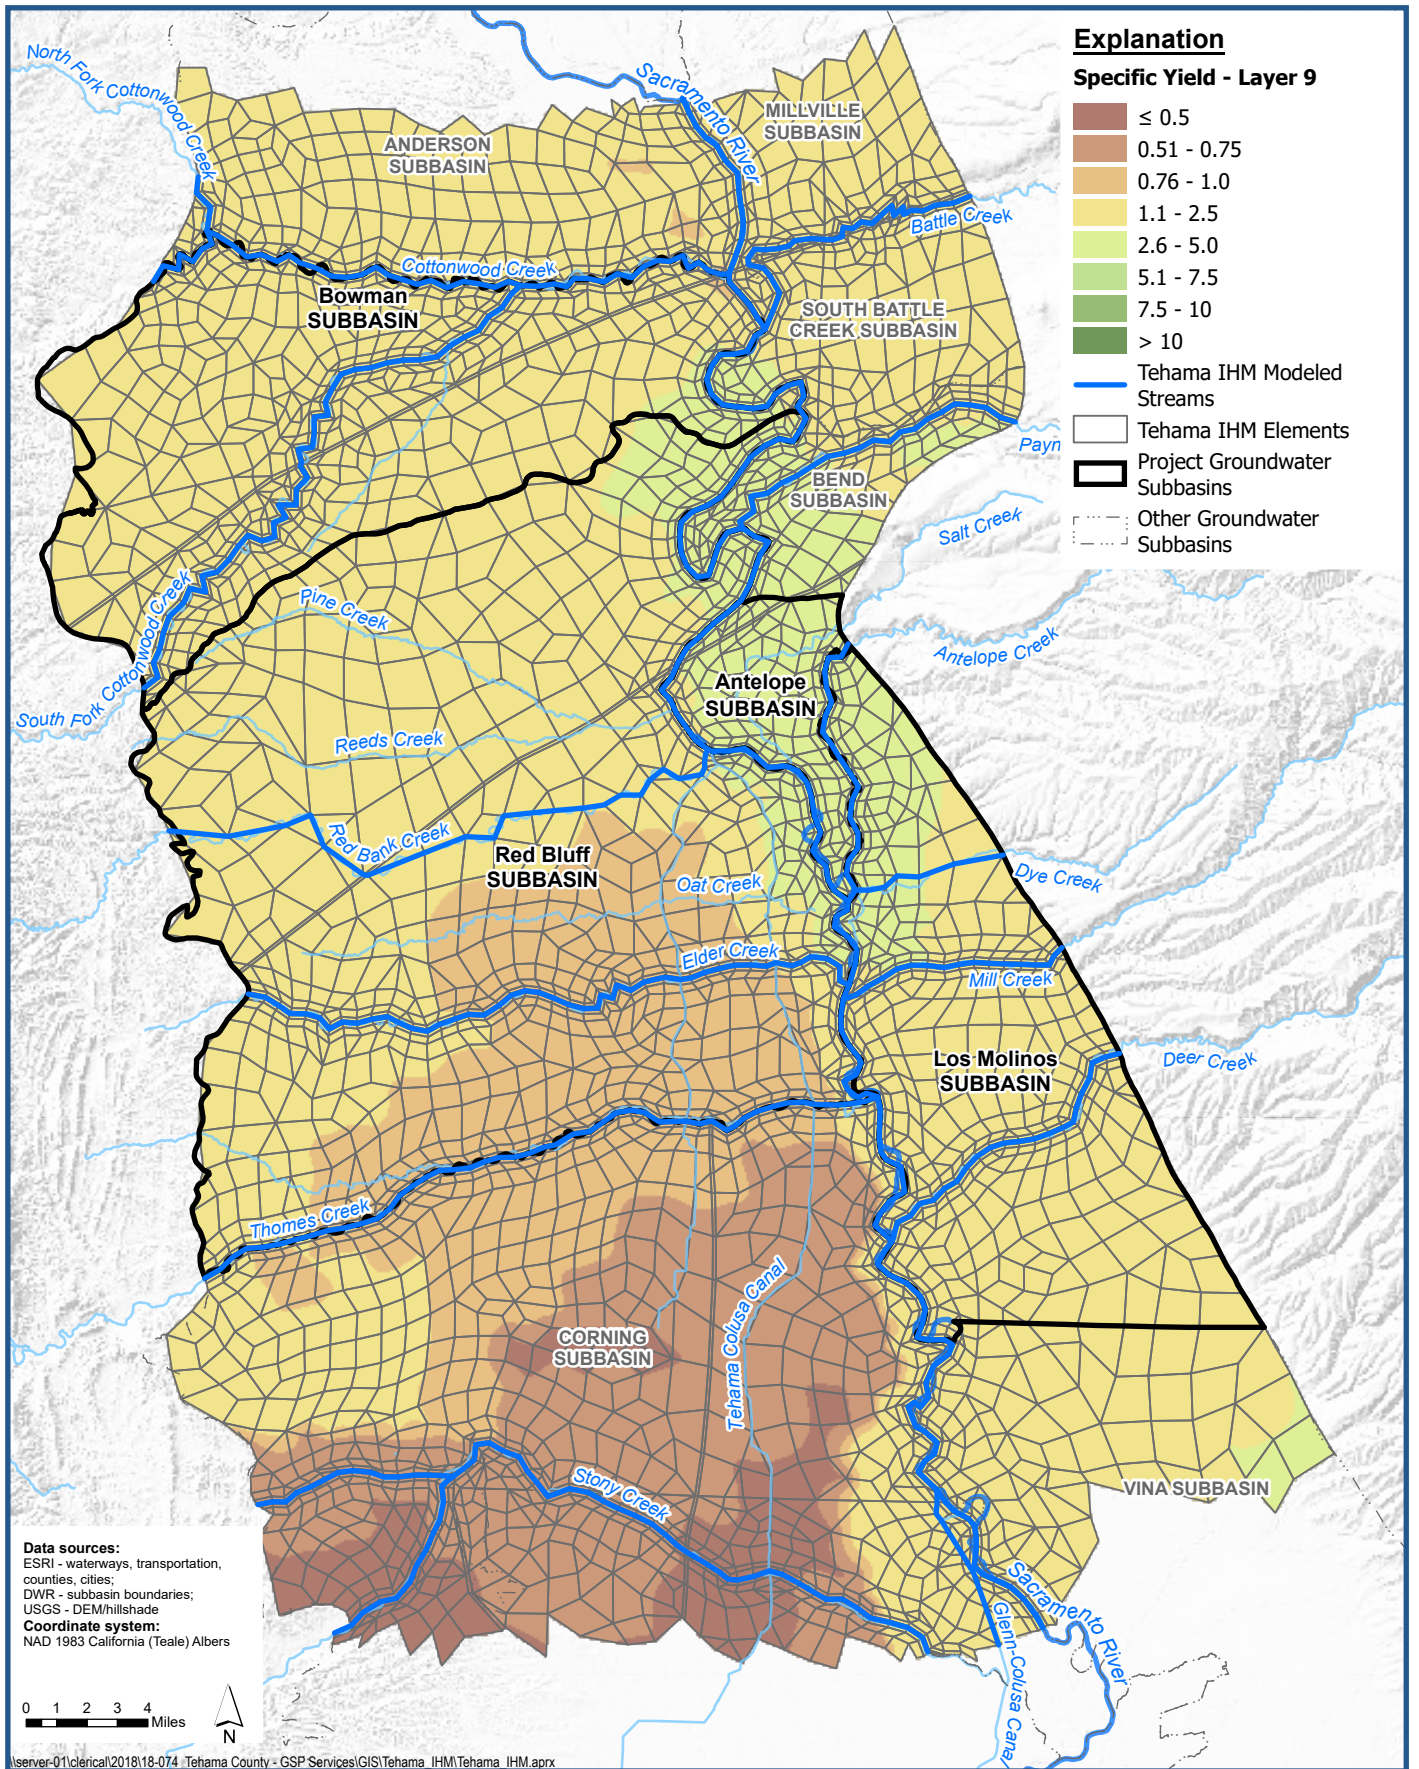 Explanation
Specific Yield - Layer 9
≤ 0.5
0.51 - 0.75
0.76 - 1.0
1.1 - 2.5
2.6 - 5.0
5.1 - 7.5
7.5 - 10
> 10
Tehama IHM Modeled
Streams
Tehama IHM Elements
Project Groundwater
Subbasins
Other Groundwater
Subbasins
North Fork Cottonwood Creek
Sacramento River
MILLVILLE
SUBBASIN
ANDERSON
SUBBASIN
Battle Creek
Cottonwood Creek
Bowman
SUBBASIN
SOUTH BATTLE
CREEK SUBBASIN
Payn
BEND
SUBBASIN
Salt Creek
Pine Creek
Antelope Creek
South Fork Cottonwood Creek
Antelope
SUBBASIN
Reeds Creek
Red Bank Creek
Red Bluff
SUBBASIN
Oat Creek
Dye Creek
Elder Creek
Mill Creek
Los Molinos
SUBBASIN
Deer Creek
Thomes Creek
Tehama Colusa Canal
CORNING
SUBBASIN
Stony Creek
VINA SUBBASIN
Sacramento River
Glenn-Colusa Canal
Data sources:
ESRI - waterways, transportation,
counties, cities;
DWR - subbasin boundaries;
USGS - DEM/hillshade
Coordinate system:
NAD 1983 California (Teale) Albers
0 1 2 3 4
Miles
N
\\server-01\clerical\2018\18-074_Tehama County - GSP Services\GIS\Tehama_IHM\Tehama_IHM.aprx